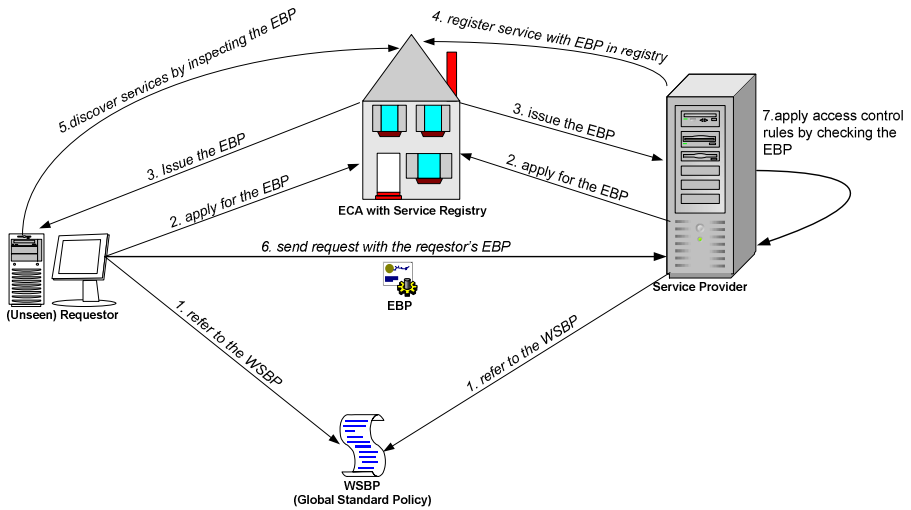 4. register service with EBP in registry
5.discover services by inspecting the EBP
3. issue the EBP
7.apply access control
rules by checking the
EBP
3. Issue the EBP
2. apply for the EBP
2. apply for the EBP
ECA with Service Registry
6. send request with the reqestor's EBP
EBP
Service Provider
(Unseen) Requestor
1. refer to the WSBP
1. refer to the WSBP
WSBP
(Global Standard Policy)